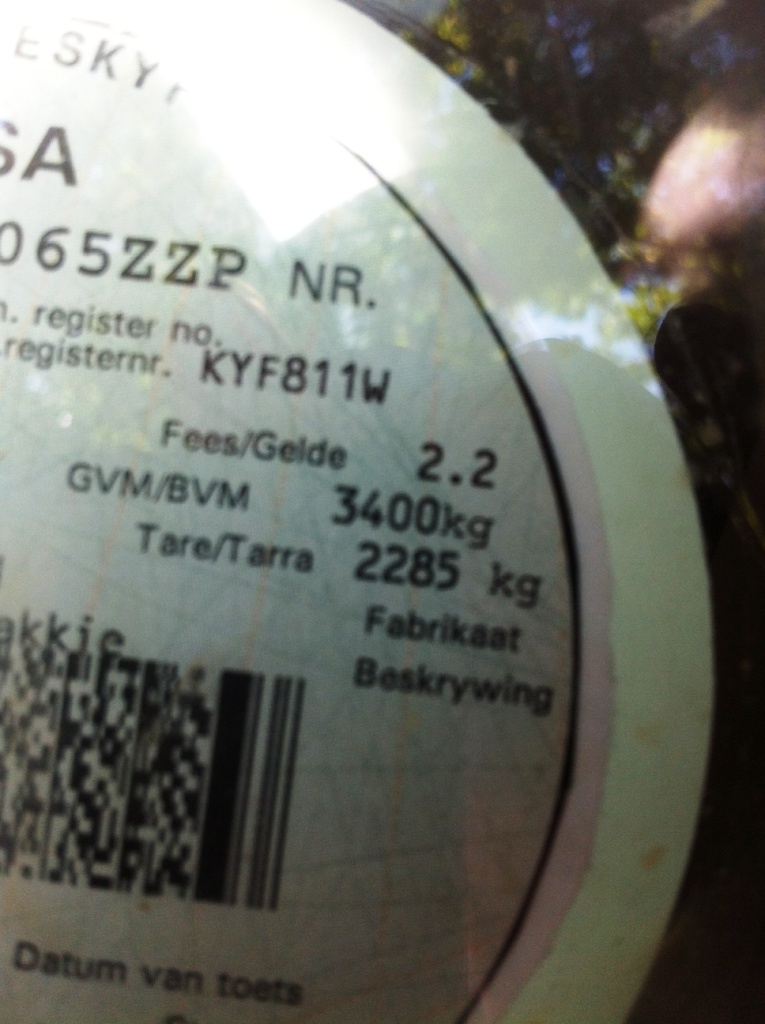 SA
065ZZP NR.
register no.
registernr. KYF811W
Fees/Gelde 2.2
GVM/BVM 3400kg
Tare/Tarra 2285 kg
Fabrikaat
akkie
Beskrywing
Datum van toets